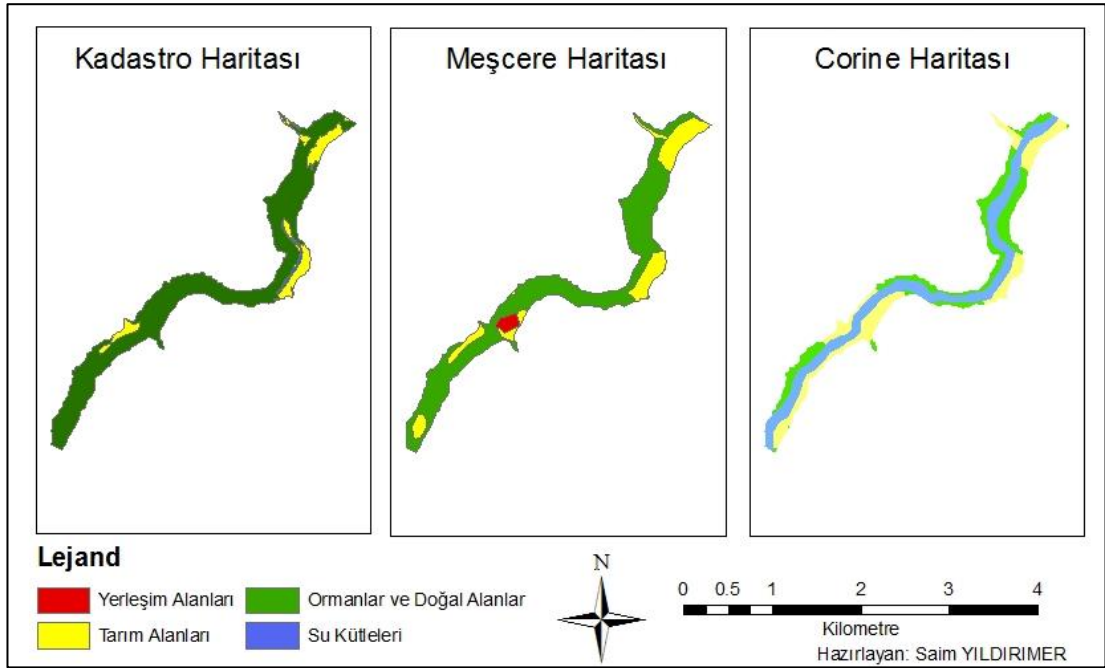 Kadastro Haritası
Meşcere Haritası
Corine Haritası
Lejand
Yerleşim Alanları
Ormanlar ve Doğal Alanlar
Tarım Alanları
Su Kütleleri
N
0 0.5 1 2 3 4
Kilometre
Hazırlayan: Saim YILDIRIMER